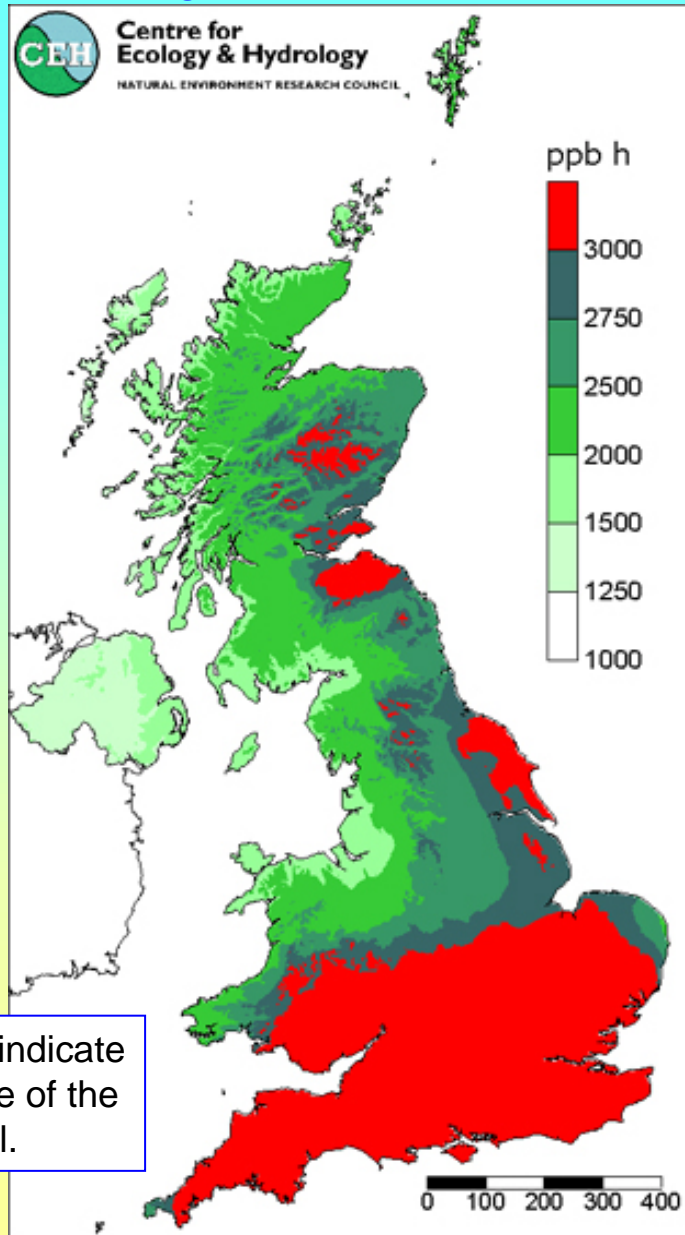 CEH
Centre for
Ecology & Hydrology
NATURAL ENVIRONMENT RESEARCH COUNCIL
ppb h
3000
2750
2500
2000
1500
1250
1000
indicate
e of the
l.
0 100 200 300 400